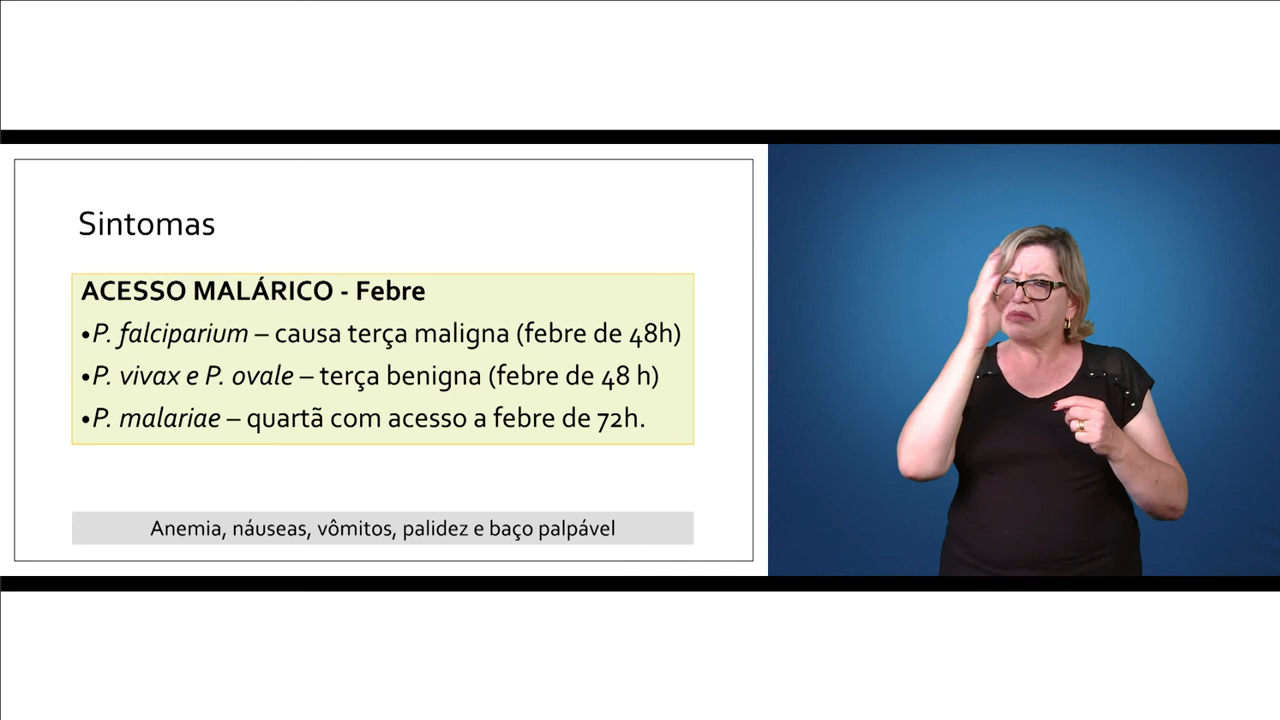 Sintomas
ACESSO MALÁRICO - Febre
•P. falciparium – causa terça maligna (febre de 48h)
•P. vivax e P. ovale – terça benigna (febre de 48 h)
•P. malariae – quartã com acesso a febre de 72h.
Anemia, náuseas, vômitos, palidez e baço palpável